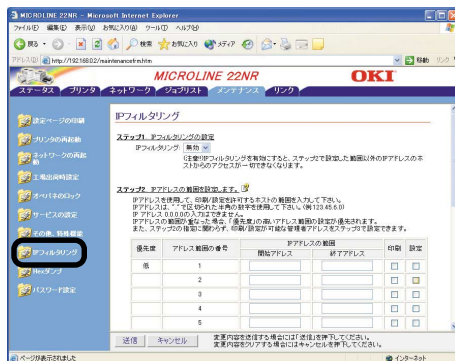 MICROLINE 22NR - Microsoft Internet Explorer
ファイル(F) 編集(E) 表示(V) お気に入り(A) ツール(T) ヘルプ(H)
戻る 検索 お気に入り メディア
アドレス(D) http://192.168.0.2/maintenancefrm.htm 移動 リンク
MICROLINE 22NR OKI
ステータス プリンタ ネットワーク ジョブリスト メンテナンス リンク
設定ページの印刷
プリンタの再起動
ネットワークの再起動
工場出荷時設定
オペパネのロック
サービスの設定
その他、特殊機能
IPフィルタリング
Hexダンプ
パスワード設定
IPフィルタリング
ステップ1. IPフィルタリングの設定
IPフィルタリング: 無効
(注意!)IPフィルタリングを有効にすると、ステップ2で設定した範囲以外のIPアドレスのホ
ストからのアクセスが一切できなくなります。
ステップ2. IPアドレスの範囲を設定します。
IPアドレスを使用して、印刷/設定を許可するホストの範囲を入力して下さい。
IPアドレスは、"."で区切られた半角の数字を使用して下さい。(例:123.45.6.0)
IP アドレス 0.0.0.0の入力はできません。
IPアドレスの範囲が重なった場合、「優先度」の高いアドレス範囲の設定が優先されます。
また、ステップ2の指定に関わらず、印刷/設定が可能な管理者アドレスをステップ3で設定できます。
優先度 アドレス範囲の番号 IPアドレスの範囲 印刷 設定
開始アドレス 終了アドレス
低 1
2
3
4
5
送信 キャンセル 変更内容を送信する場合には「送信」を押下してください。
変更内容をクリアする場合にはキャンセルを押下してください。
ページが表示されました インターネット